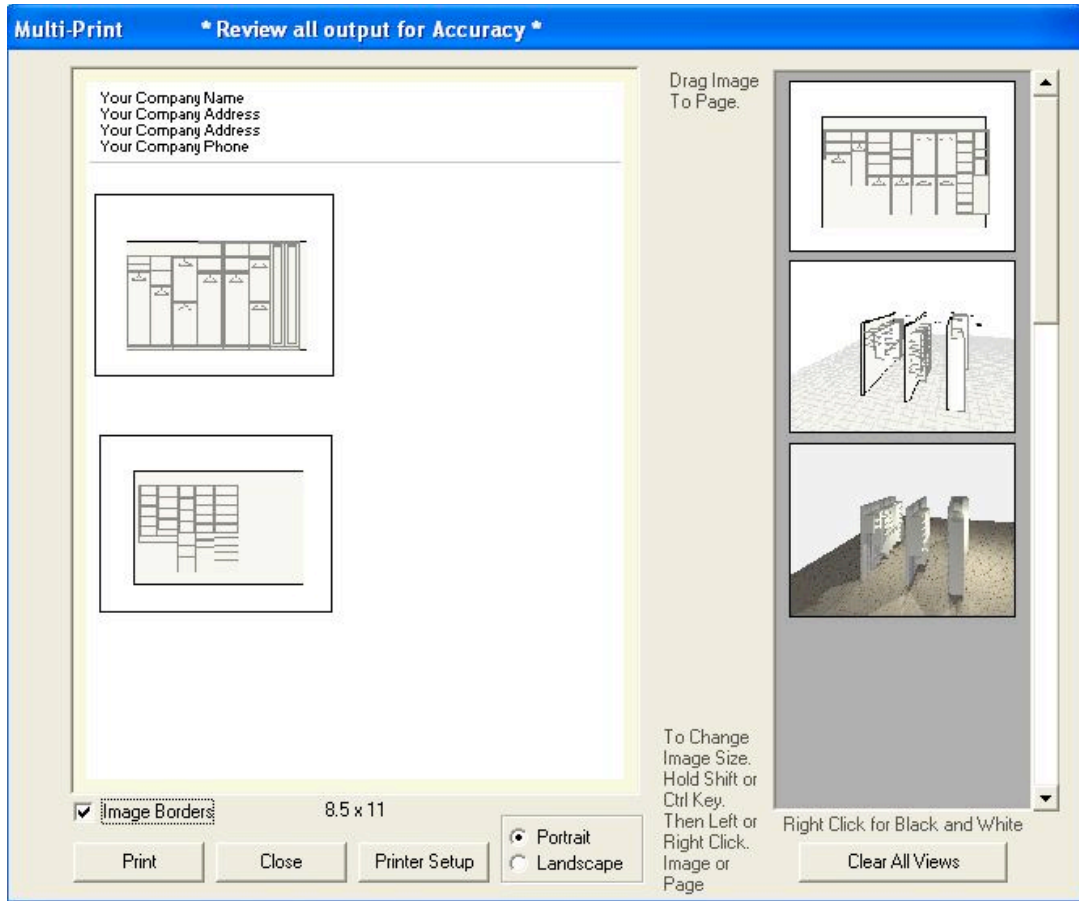 Multi-Print * Review all output for Accuracy *
Your Company Name
Your Company Address
Your Company Address
Your Company Phone
Drag Image
To Page.
To Change
Image Size.
Hold Shift or
Ctrl Key.
Then Left or
Right Click.
Image or
Page
Image Borders
8.5 x 11
Portrait
Landscape
Print
Close
Printer Setup
Right Click for Black and White
Clear All Views